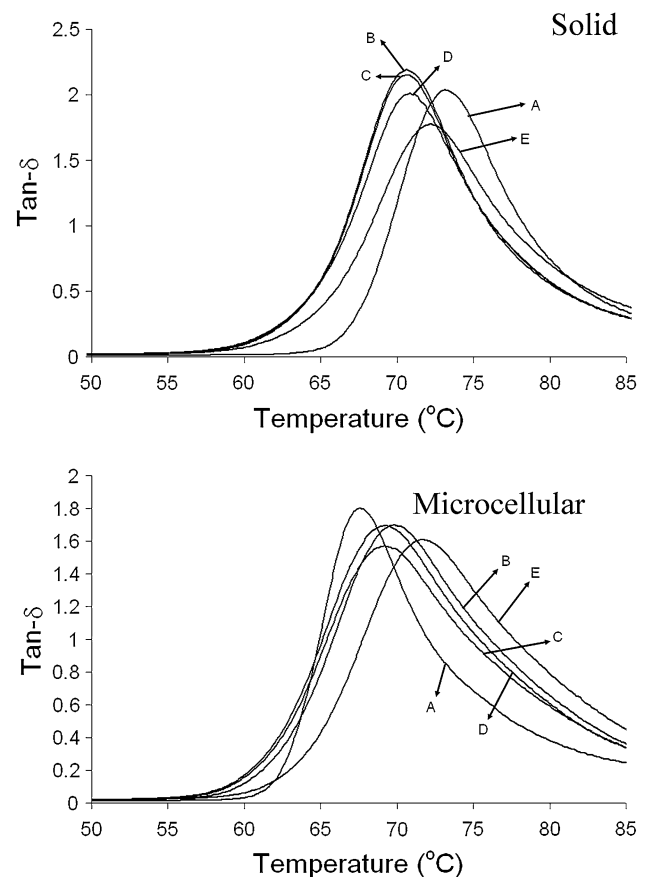 Solid
2.5
2
1.5
1
0.5
0
Tan-δ
B
D
C
A
E
50 55 60 65 70 75 80 85
Temperature (°C)
Microcellular
2
1.8
1.6
1.4
1.2
1
0.8
0.6
0.4
0.2
0
Tan-δ
B
E
C
A
D
50 55 60 65 70 75 80 85
Temperature (°C)